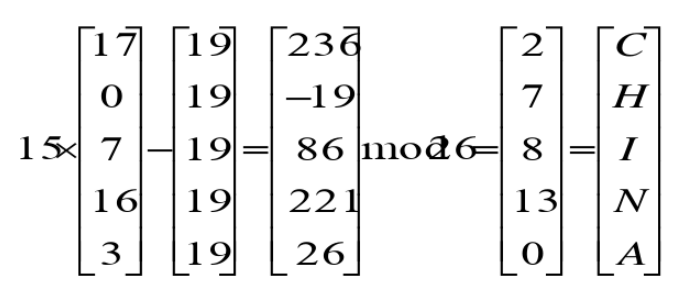 17 19 236 2 C
0 19 −19 7 H
15× 7 − 19 = 86 mod 26 = 8 = I
16 19 221 13 N
3 19 26 0 A